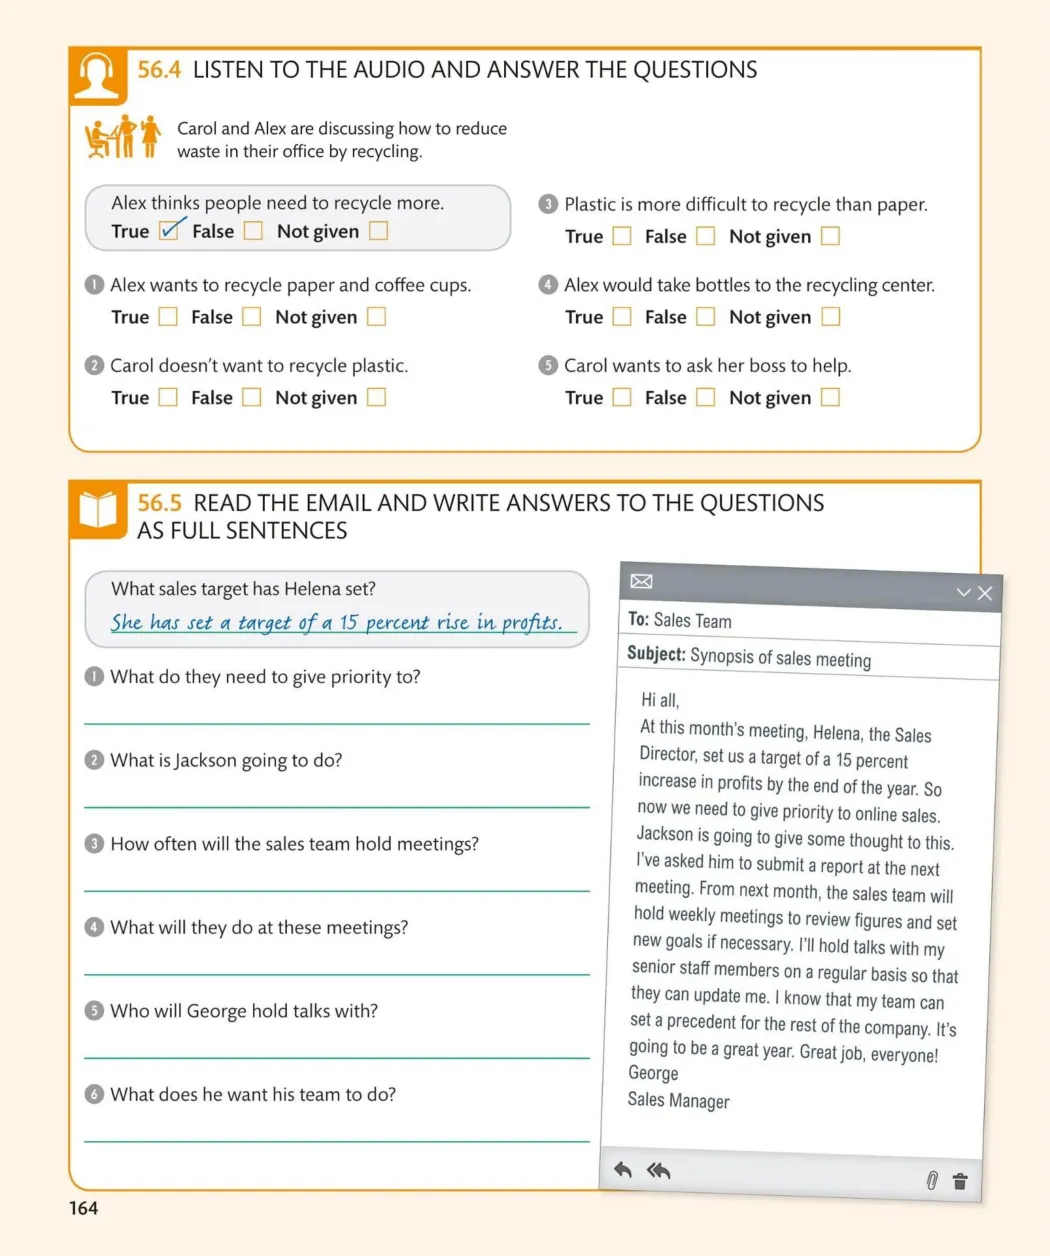 56.4 LISTEN TO THE AUDIO AND ANSWER THE QUESTIONS
Carol and Alex are discussing how to reduce
waste in their office by recycling.
Alex thinks people need to recycle more.
True False Not given
1 Alex wants to recycle paper and coffee cups.
True False Not given
2 Carol doesn't want to recycle plastic.
True False Not given
3 Plastic is more difficult to recycle than paper.
True False Not given
4 Alex would take bottles to the recycling center.
True False Not given
5 Carol wants to ask her boss to help.
True False Not given
56.5 READ THE EMAIL AND WRITE ANSWERS TO THE QUESTIONS
AS FULL SENTENCES
What sales target has Helena set?
She has set a target of a 15 percent rise in profits.
1 What do they need to give priority to?
2 What is Jackson going to do?
3 How often will the sales team hold meetings?
4 What will they do at these meetings?
5 Who will George hold talks with?
6 What does he want his team to do?
To: Sales Team
Subject: Synopsis of sales meeting
Hi all,
At this month's meeting, Helena, the Sales
Director, set us a target of a 15 percent
increase in profits by the end of the year. So
now we need to give priority to online sales.
Jackson is going to give some thought to this.
I've asked him to submit a report at the next
meeting. From next month, the sales team will
hold weekly meetings to review figures and set
new goals if necessary. I'll hold talks with my
senior staff members on a regular basis so that
they can update me. I know that my team can
set a precedent for the rest of the company. It's
going to be a great year. Great job, everyone!
George
Sales Manager
164